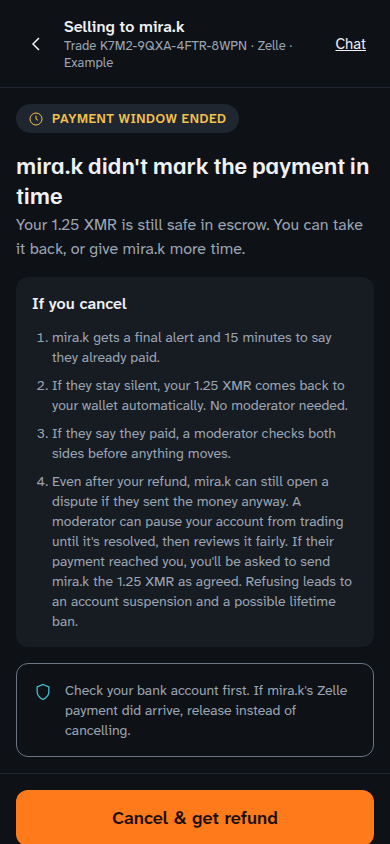 Selling to mira.k
Trade K7M2-9QXA-4FTR-8WPN · Zelle ·
Example
Chat
PAYMENT WINDOW ENDED
mira.k didn't mark the payment in
time
Your 1.25 XMR is still safe in escrow. You can take
it back, or give mira.k more time.
If you cancel
1. mira.k gets a final alert and 15 minutes to say
they already paid.
2. If they stay silent, your 1.25 XMR comes back to
your wallet automatically. No moderator needed.
3. If they say they paid, a moderator checks both
sides before anything moves.
4. Even after your refund, mira.k can still open a
dispute if they sent the money anyway. A
moderator can pause your account from trading
until it's resolved, then reviews it fairly. If their
payment reached you, you'll be asked to send
mira.k the 1.25 XMR as agreed. Refusing leads to
an account suspension and a possible lifetime
ban.
Check your bank account first. If mira.k's Zelle
payment did arrive, release instead of
cancelling.
Cancel & get refund